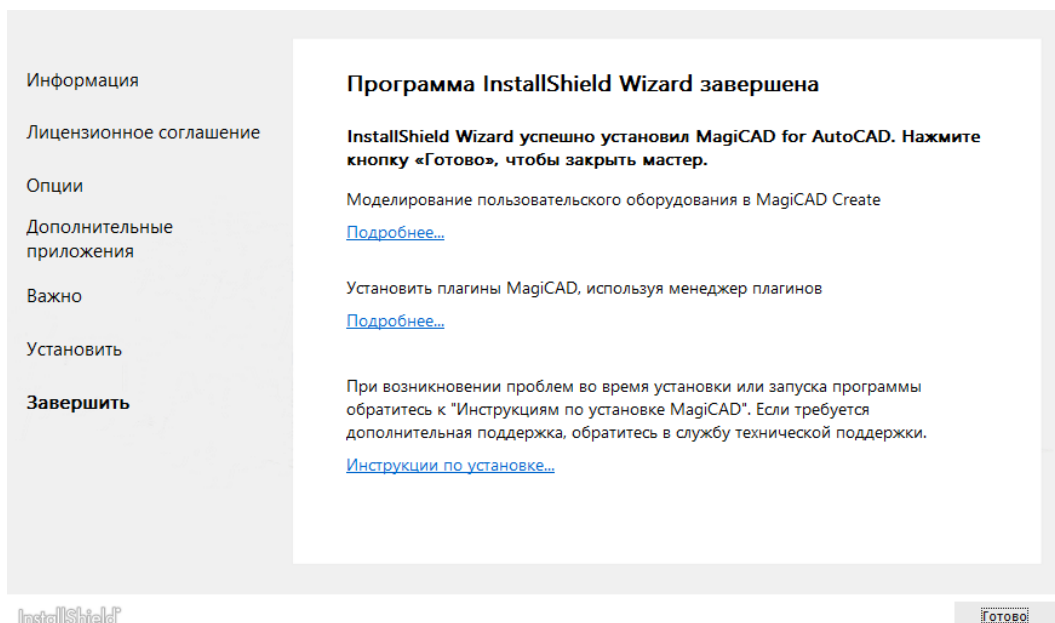 Информация
Лицензионное соглашение
Опции
Дополнительные
приложения
Важно
Установить
Завершить
Программа InstallShield Wizard завершена
InstallShield Wizard успешно установил MagiCAD for AutoCAD. Нажмите
кнопку «Готово», чтобы закрыть мастер.
Моделирование пользовательского оборудования в MagiCAD Create
Подробнее...
Установить плагины MagiCAD, используя менеджер плагинов
Подробнее...
При возникновении проблем во время установки или запуска программы
обратитесь к "Инструкциям по установке MagiCAD". Если требуется
дополнительная поддержка, обратитесь в службу технической поддержки.
Инструкции по установке...
InstallShield
Готово